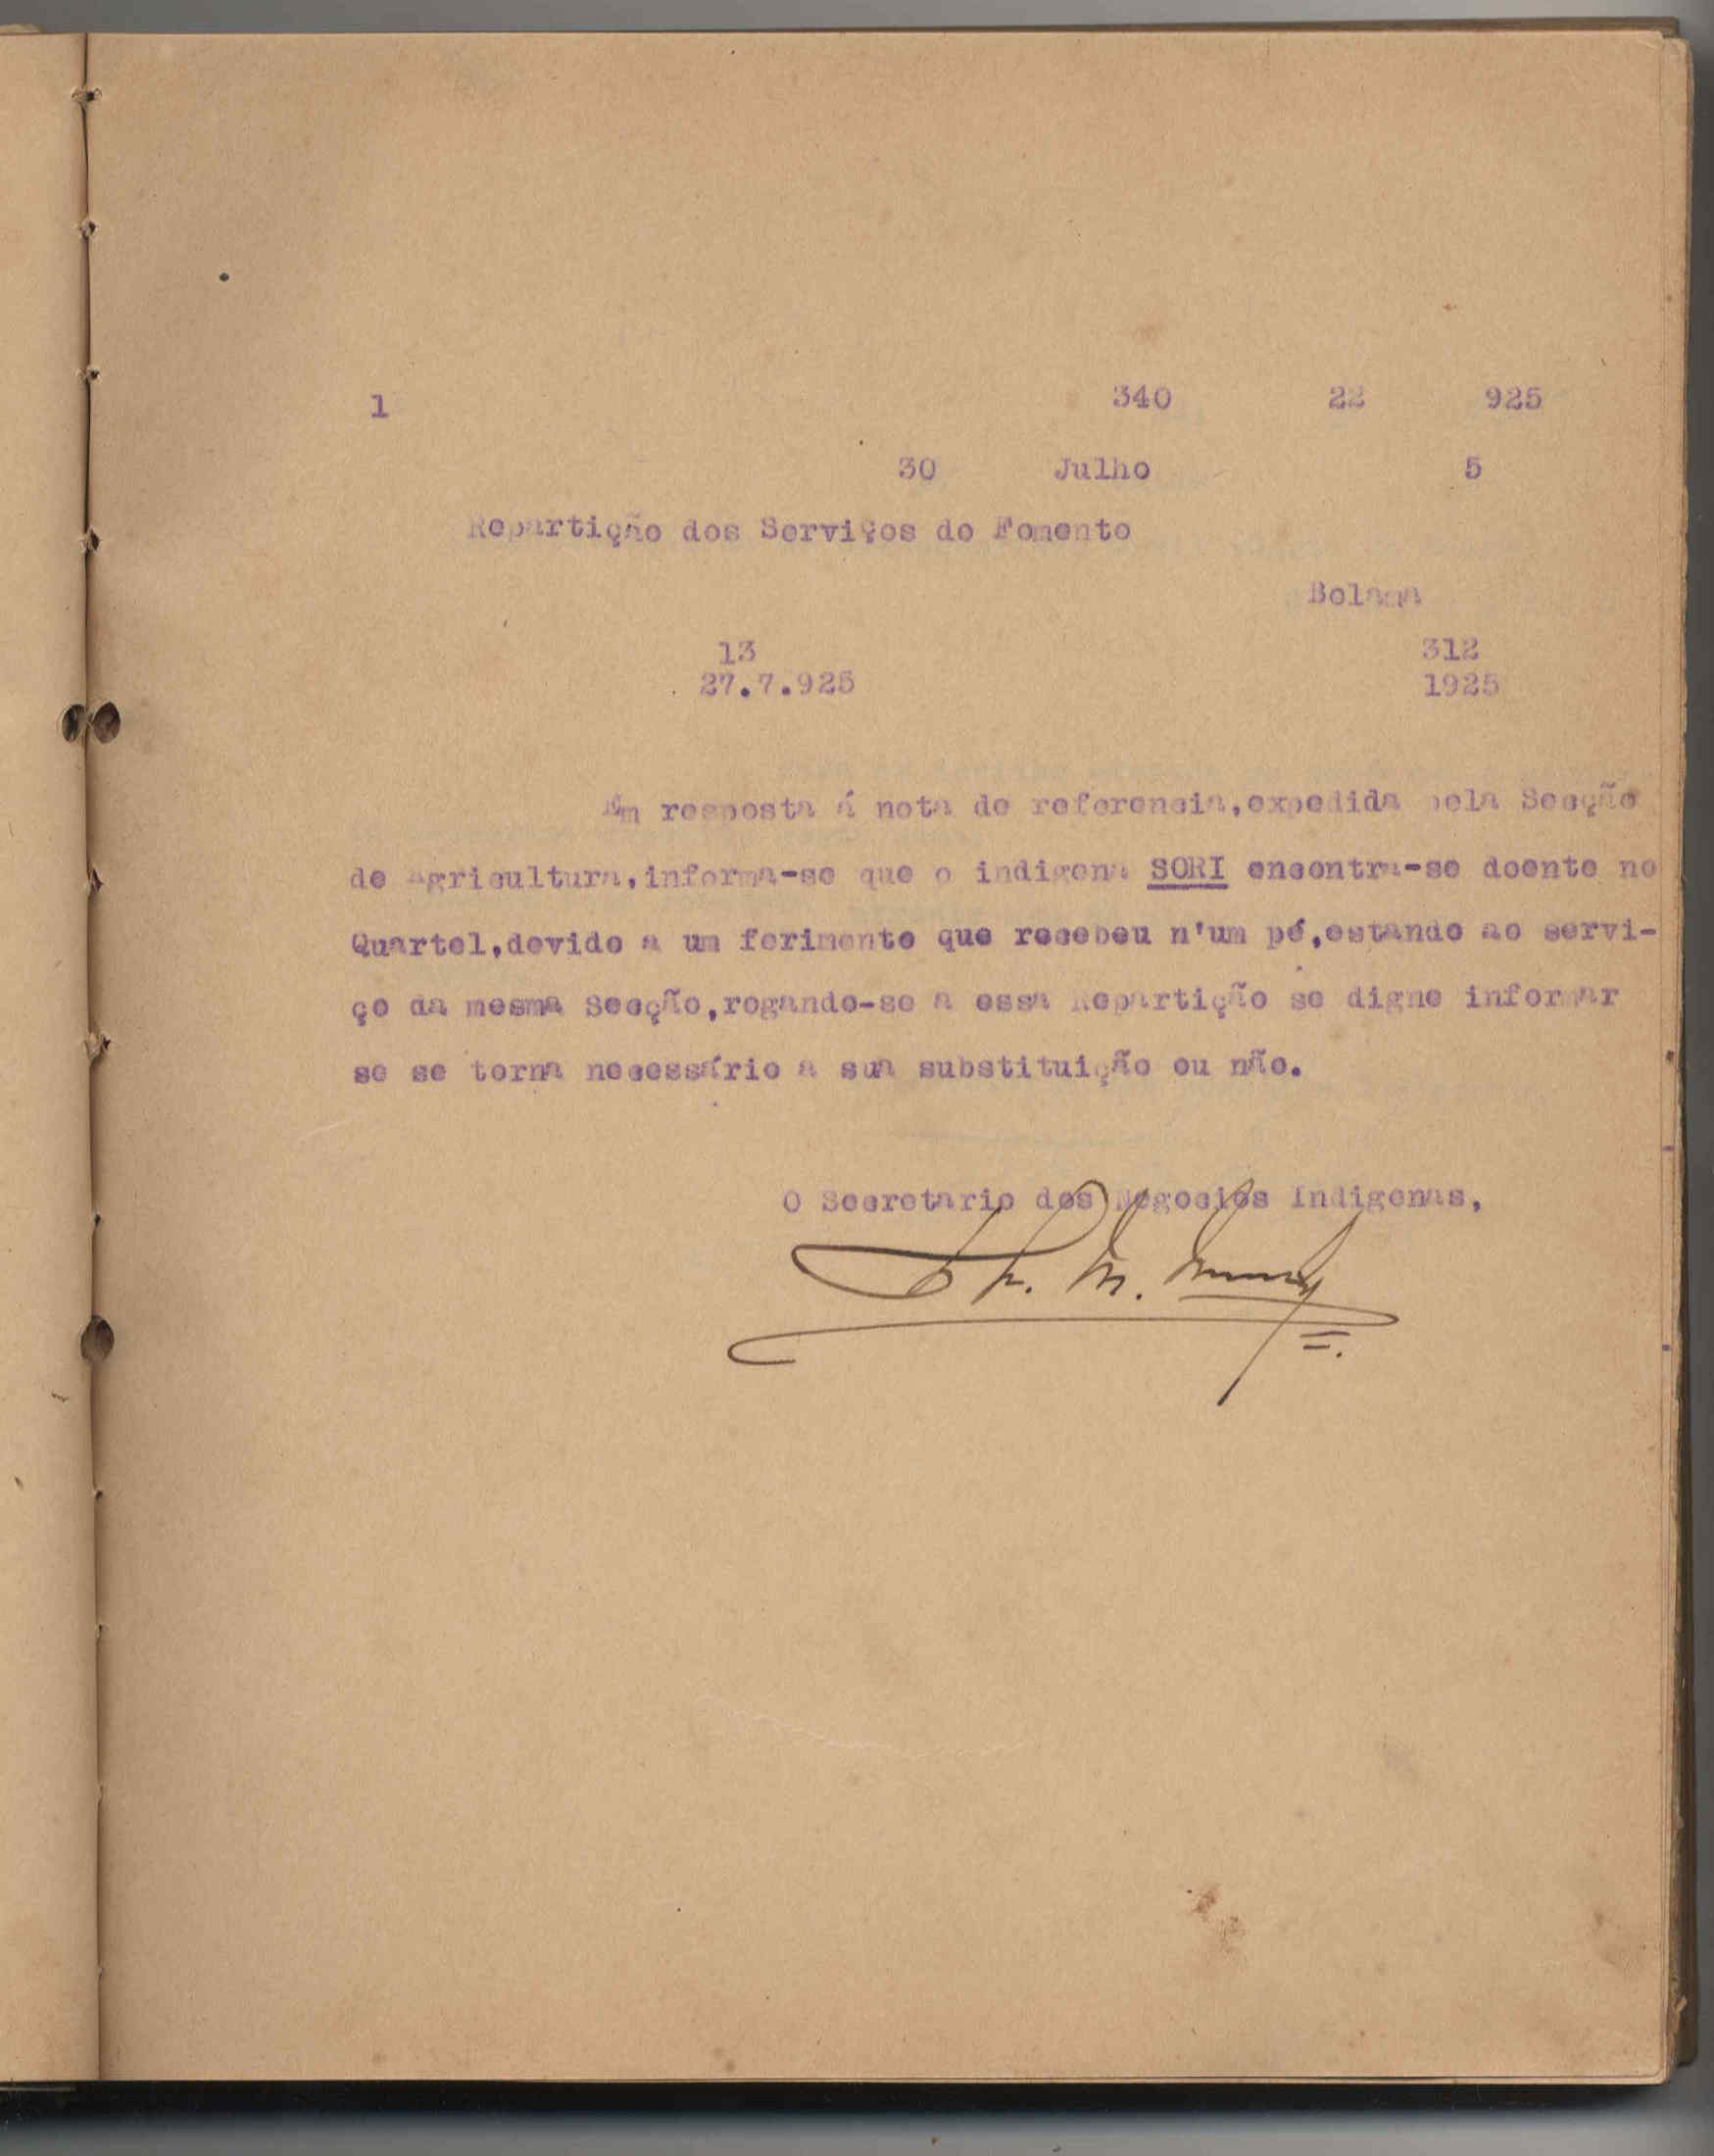 1 340 22 925
30 Julho 5
Repartição dos Serviços do Fomento
Bolama
13 312
27.7.925 1925
Em resposta á nota de referencia,expedida pela Secção
de Agricultura,informa-se que o indigena SORI encontra-se doente no
Quartel,devido a um ferimento que recebeu n'um pé,estando ao servi-
ço da mesma Secção,rogando-se a essa Repartição se digne informar
se se torna necessário a sua substituição ou não.
O Secretario dos Negocios Indigenas,